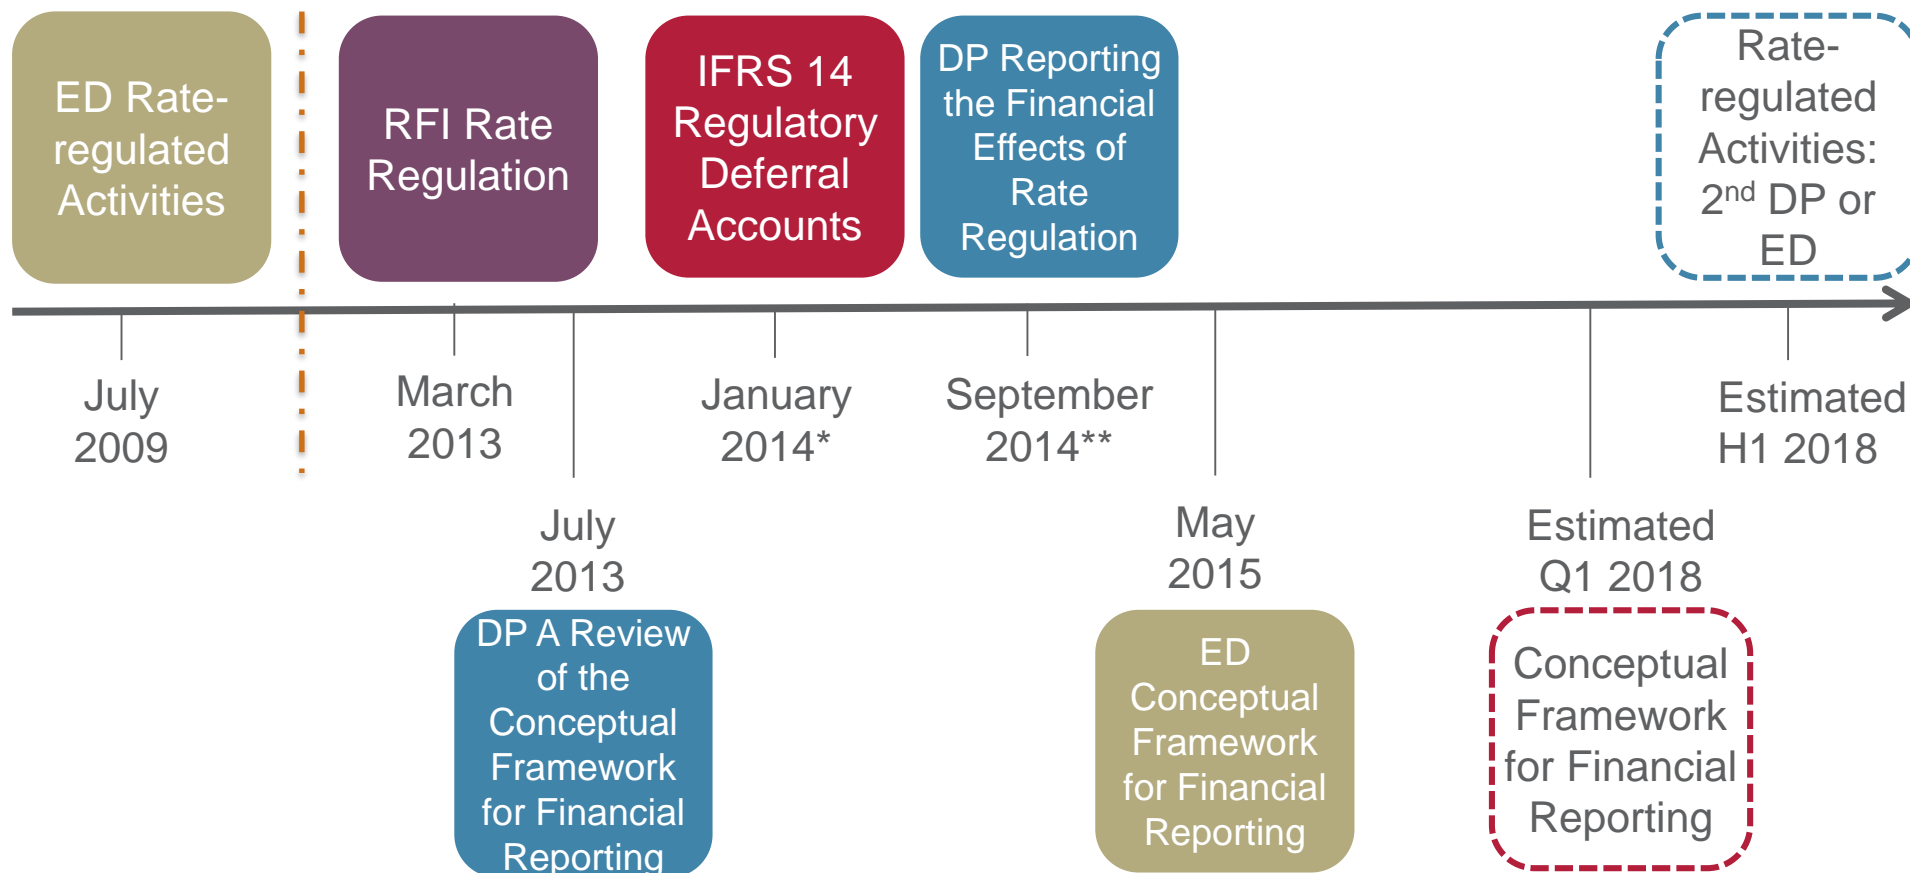 ED Rate-
regulated
Activities
RFI Rate
Regulation
IFRS 14
Regulatory
Deferral
Accounts
DP Reporting
the Financial
Effects of
Rate
Regulation
Rate-
regulated
Activities:
2nd DP or
ED
July
2009
March
2013
January
2014*
September
2014**
Estimated
H1 2018
July
2013
May
2015
Estimated
Q1 2018
DP A Review
of the
Conceptual
Framework
for Financial
Reporting
ED
Conceptual
Framework
for Financial
Reporting
Conceptual
Framework
for Financial
Reporting